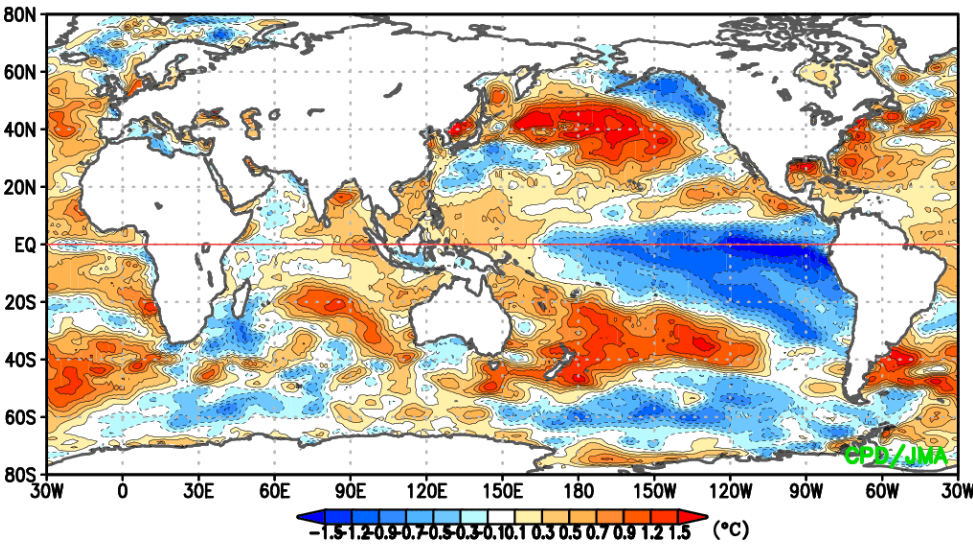 80N
60N
40N
20N
EQ
20S
40S
60S
80S
CPD/JMA
30W 0 30E 60E 90E 120E 150E 180 150W 120W 90W 60W 30W
-1.5-1.2-0.9-0.7-0.5-0.3-0.10.1 0.3 0.5 0.7 0.9 1.2 1.5 (°C)